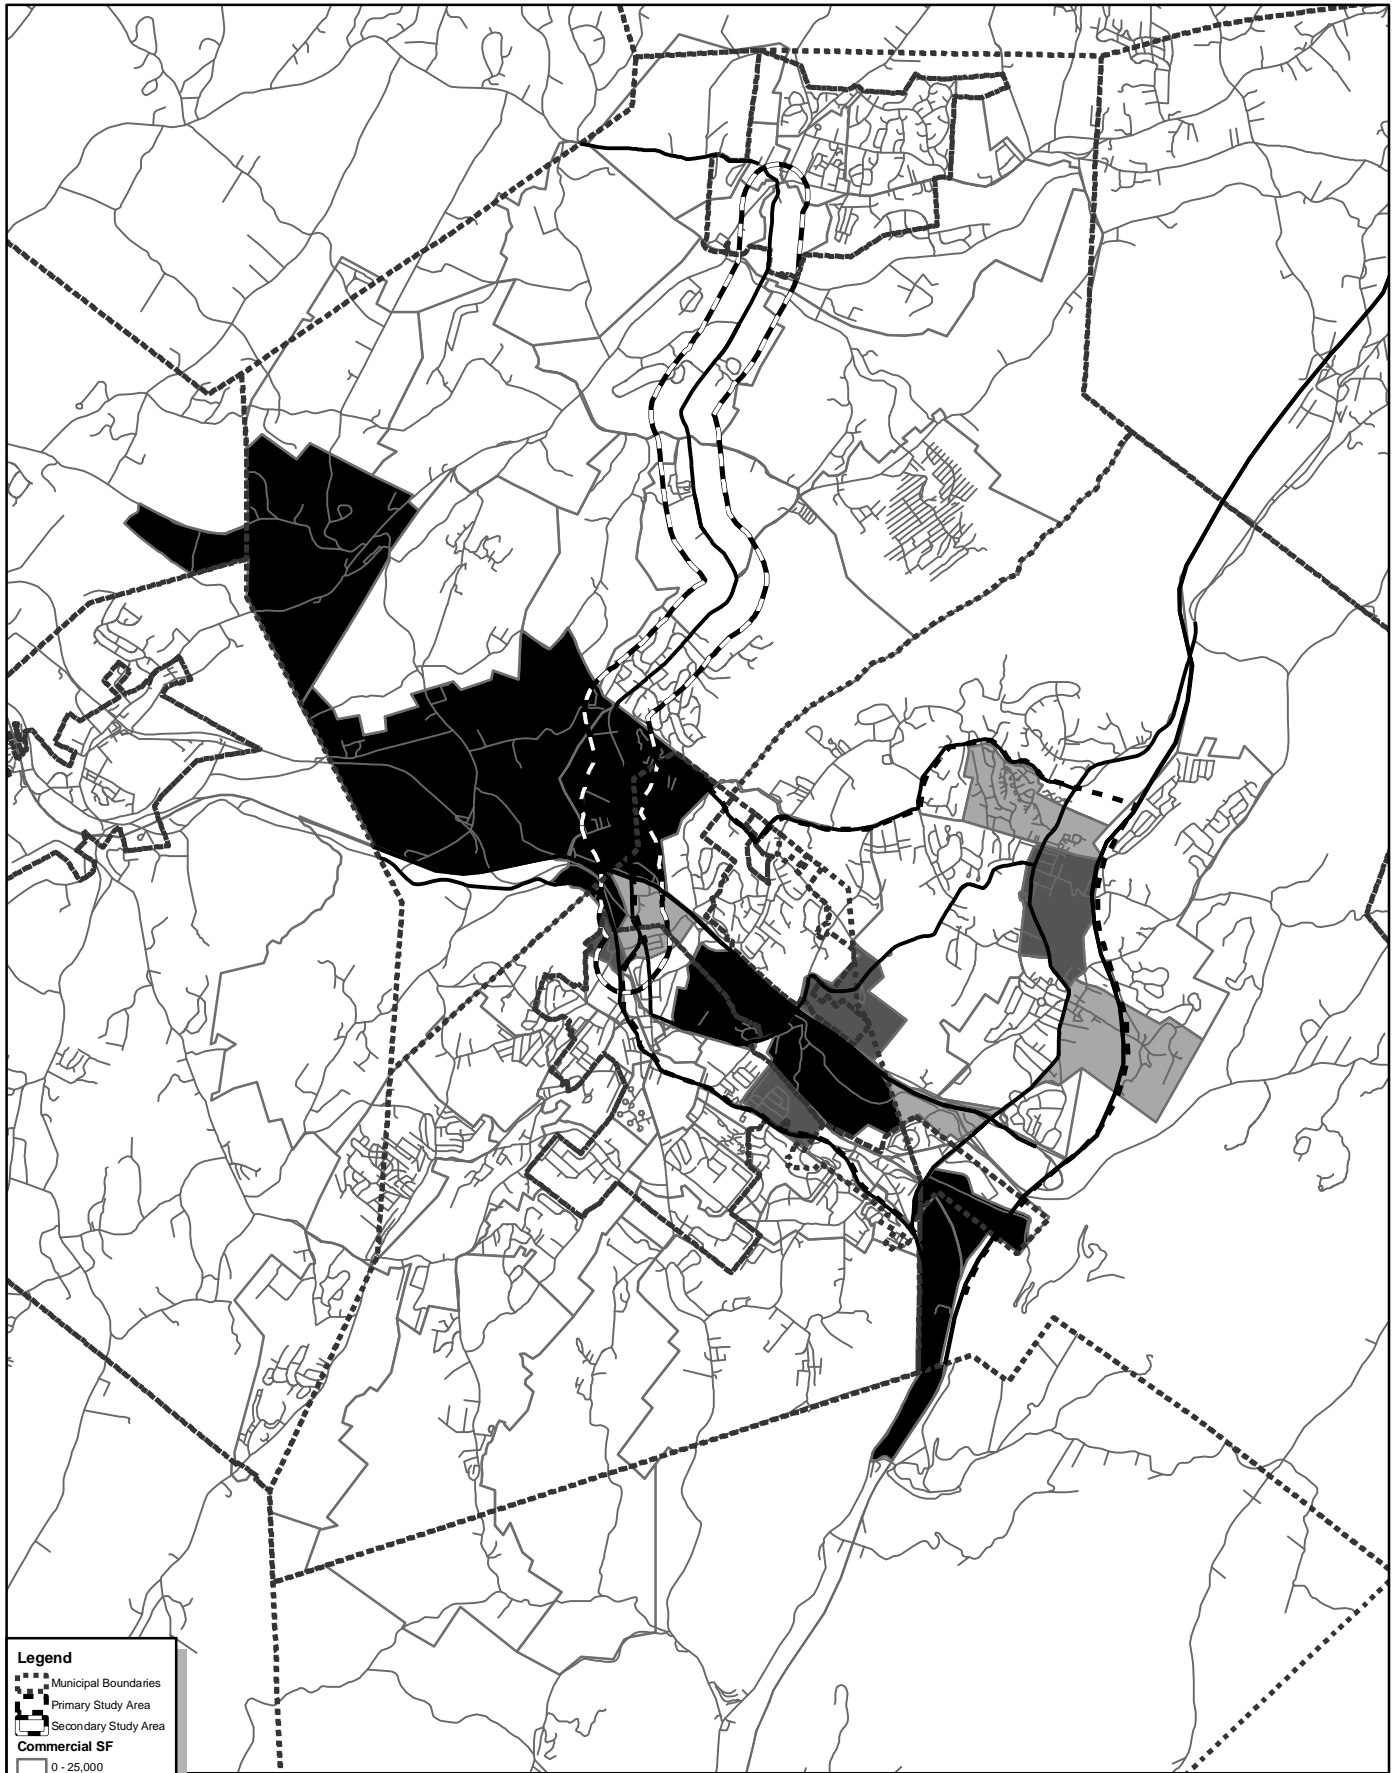 Legend
Municipal Boundaries
Primary Study Area
Secondary Study Area
Commercial SF
0 - 25,000